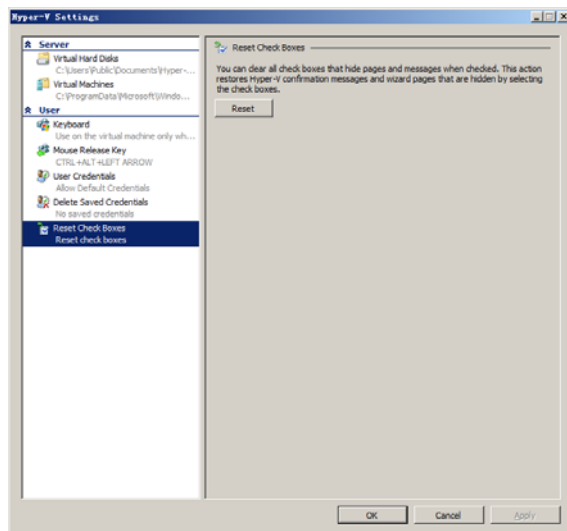 Hyper-V Settings
Server
Virtual Hard Disks
C:\Users\Public\Documents\Hyper-...
Virtual Machines
C:\ProgramData\Microsoft\Windo...
User
Keyboard
Use on the virtual machine only wh...
Mouse Release Key
CTRL+ALT+LEFT ARROW
User Credentials
Allow Default Credentials
Delete Saved Credentials
No saved credentials
Reset Check Boxes
Reset check boxes
Reset Check Boxes
You can clear all check boxes that hide pages and messages when checked. This action
restores Hyper-V confirmation messages and wizard pages that are hidden by selecting
the check boxes.
Reset
OK Cancel Apply